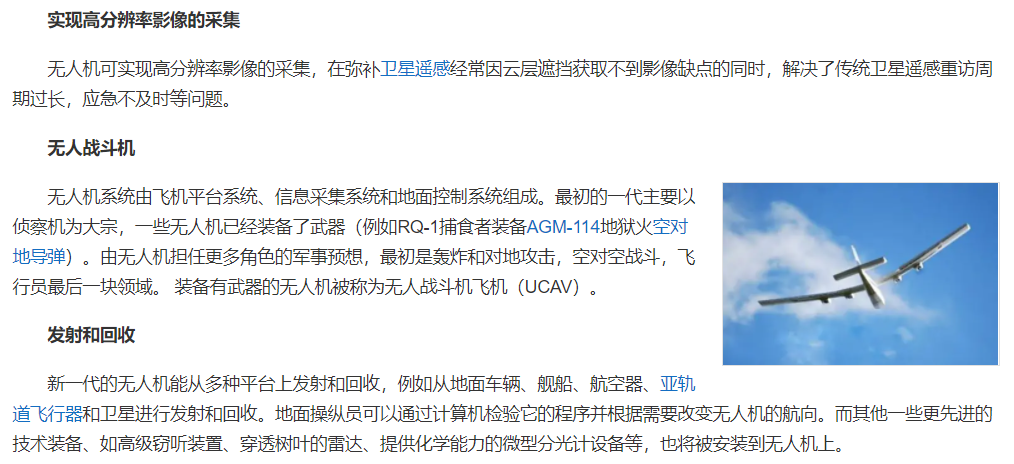 实现高分辨率影像的采集
无人机可实现高分辨率影像的采集，在弥补卫星遥感经常因云层遮挡获取不到影像缺点的同时，解决了传统卫星遥感重访周
期过长，应急不及时等问题。
无人战斗机
无人机系统由飞机平台系统、信息采集系统和地面控制系统组成。最初的一代主要以
侦察机为大宗，一些无人机已经装备了武器（例如RQ-1捕食者装备AGM-114地狱火空对
地导弹）。由无人机担任更多角色的军事预想，最初是轰炸和对地攻击，空对空战斗，飞
行员最后一块领域。 装备有武器的无人机被称为无人战斗机飞机（UCAV）。
发射和回收
新一代的无人机能从多种平台上发射和回收，例如从地面车辆、舰船、航空器、亚轨
道飞行器和卫星进行发射和回收。地面操纵员可以通过计算机检验它的程序并根据需要改变无人机的航向。而其他一些更先进的
技术装备、如高级窃听装置、穿透树叶的雷达、提供化学能力的微型分光计设备等，也将被安装到无人机上。